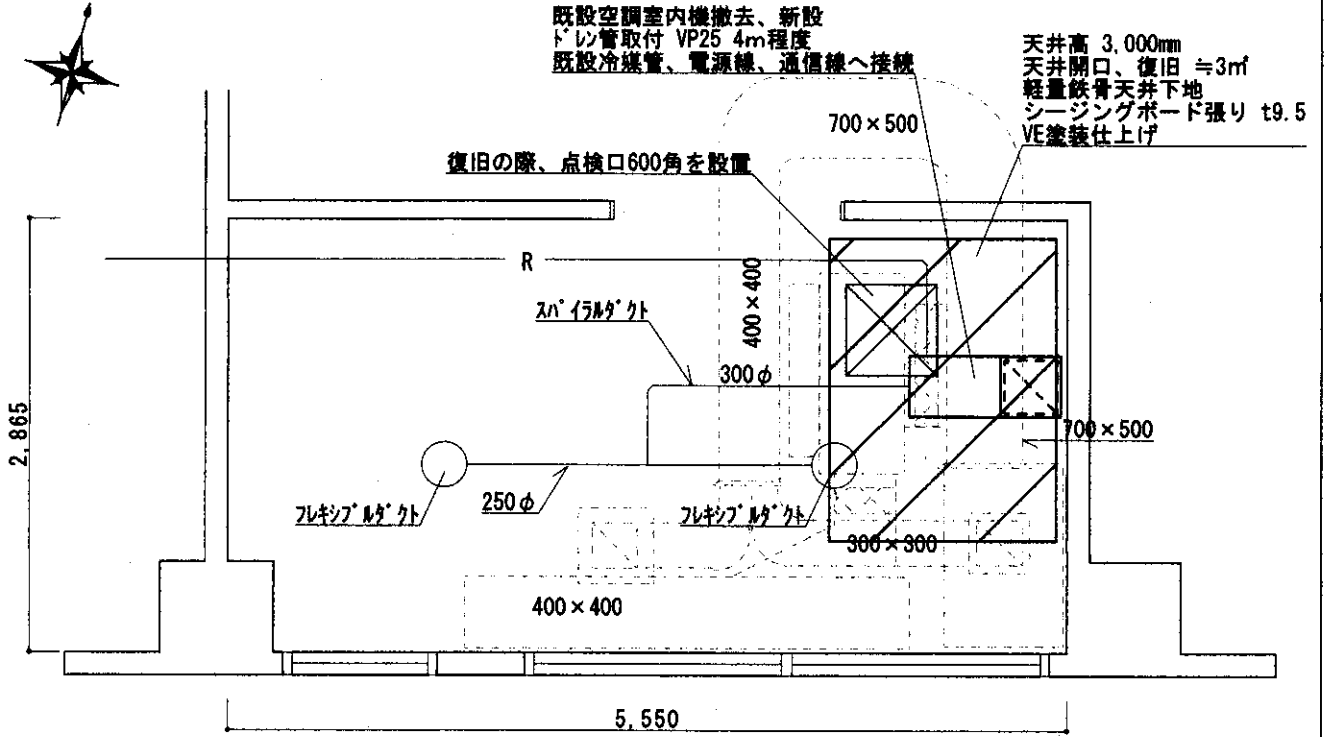 既設空調室内機撤去、新設
ﾄﾞﾚﾝ管取付 VP25 4m程度
既設冷媒管、電源線、通信線へ接続
天井高 3,000mm
天井開口、復旧 ≒3㎡
軽量鉄骨天井下地
シージングボード張り t9.5
VE塗装仕上げ
700×500
復旧の際、点検口600角を設置
R
400×400
ｽﾊﾟｲﾗﾙﾀﾞｸﾄ
300φ
2,865
700×500
250φ
ﾌﾚｷｼﾌﾞﾙﾀﾞｸﾄ
ﾌﾚｷｼﾌﾞﾙﾀﾞｸﾄ
300×300
400×400
5,550